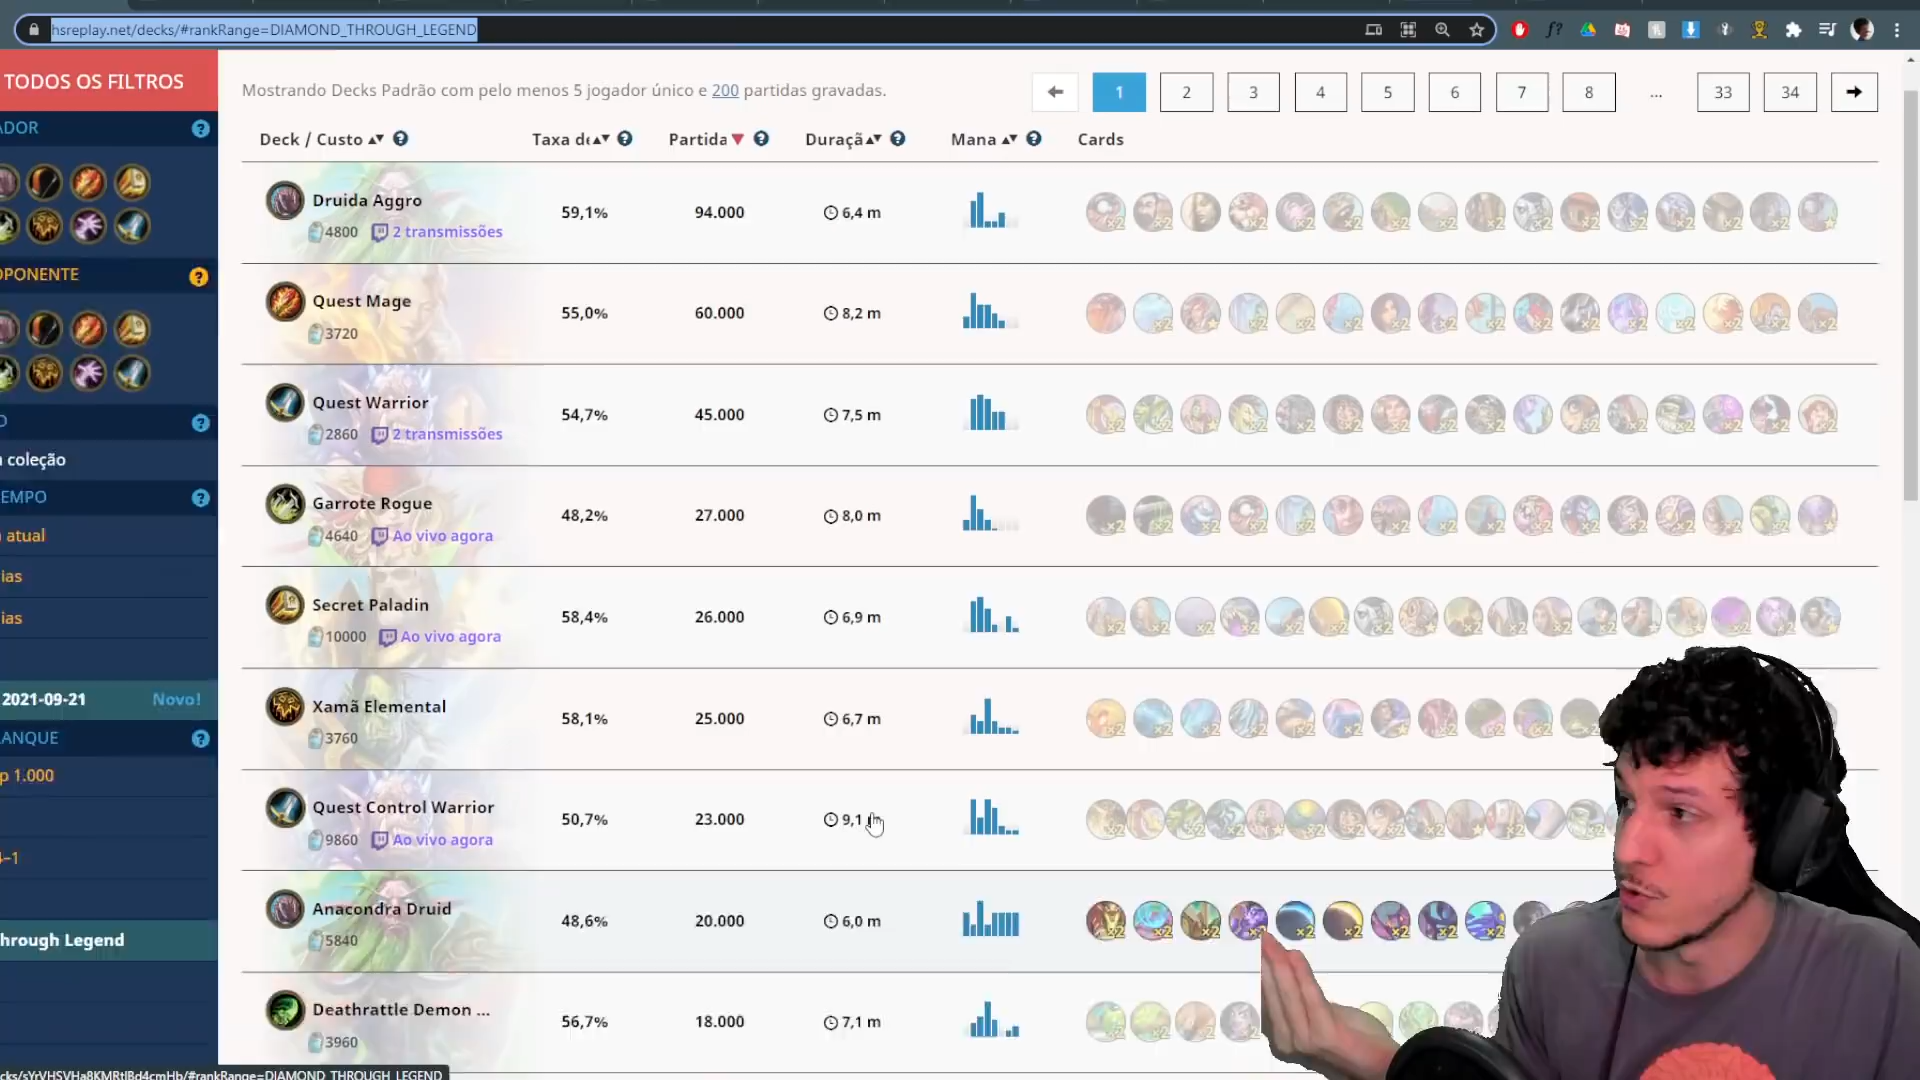 hsreplay.net/decks/#rankRange=DIAMOND_THROUGH_LEGEND
TODOS OS FILTROS
ADOR
OPONENTE
O
coleção
EMPO
atual
ias
ias
2021-09-21 Novo!
ANQUE
p 1.000
4–1
hrough Legend
Mostrando Decks Padrão com pelo menos 5 jogador único e 200 partidas gravadas.
1 2 3 4 5 6 7 8 ... 33 34
Deck / Custo Taxa de Partida Duraçã Mana Cards
Druida Aggro 59,1% 94.000 6,4 m
4800 2 transmissões
Quest Mage 55,0% 60.000 8,2 m
3720
Quest Warrior 54,7% 45.000 7,5 m
2860 2 transmissões
Garrote Rogue 48,2% 27.000 8,0 m
4640 Ao vivo agora
Secret Paladin 58,4% 26.000 6,9 m
10000 Ao vivo agora
Xamã Elemental 58,1% 25.000 6,7 m
3760
Quest Control Warrior 50,7% 23.000 9,1 m
9860 Ao vivo agora
Anacondra Druid 48,6% 20.000 6,0 m
5840
Deathrattle Demon ... 56,7% 18.000 7,1 m
3960